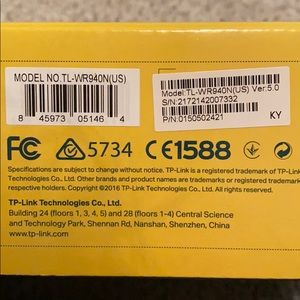 MODEL NO.TL-WR940N(US)
8 45973 05146 4
Model:TL-WR940N(US) Ver:5.0
S/N:2172142007332
P/N:0150502421
KY
FC 5734 CE1588
Specifications are subject to change without notice. TP-Link is a registered trademark of TP-Link
Technologies Co., Ltd. Other brands and product names are trademarks or registered trademarks of their
respective holders. Copyright ©2016 TP-Link Technologies Co., Ltd. All rights reserved.
TP-Link Technologies Co., Ltd.
Building 24 (floors 1, 3, 4, 5) and 28 (floors 1-4) Central Science
and Technology Park, Shennan Rd, Nanshan, Shenzhen, China
www.tp-link.com